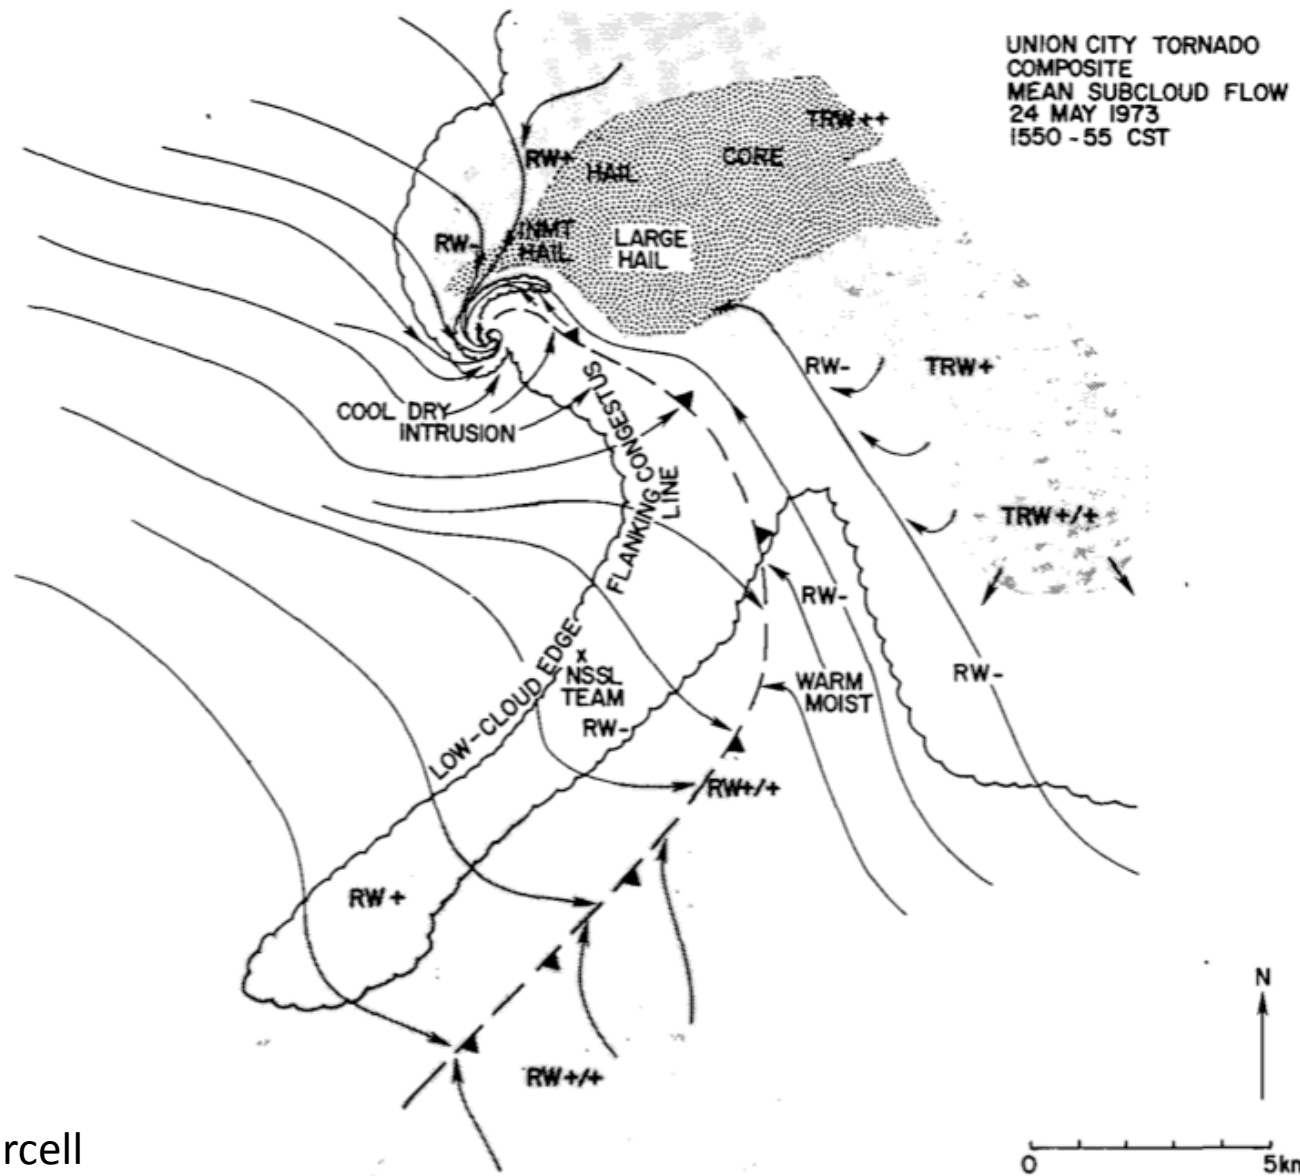 UNION CITY TORNADO
COMPOSITE
MEAN SUBCLOUD FLOW
24 MAY 1973
1550-55 CST
TRW++
CORE
RW+
HAIL
INMT
HAIL
RW-
LARGE
HAIL
RW-
TRW+
COOL DRY
INTRUSION
FLANKING CONGESTUS
LINE
TRW+/+
RW-
LOW-CLOUD EDGE
x
NSSL
TEAM
RW-
WARM
MOIST
RW-
RW+/+
RW+
RW+/+
N
rcell
0
5km